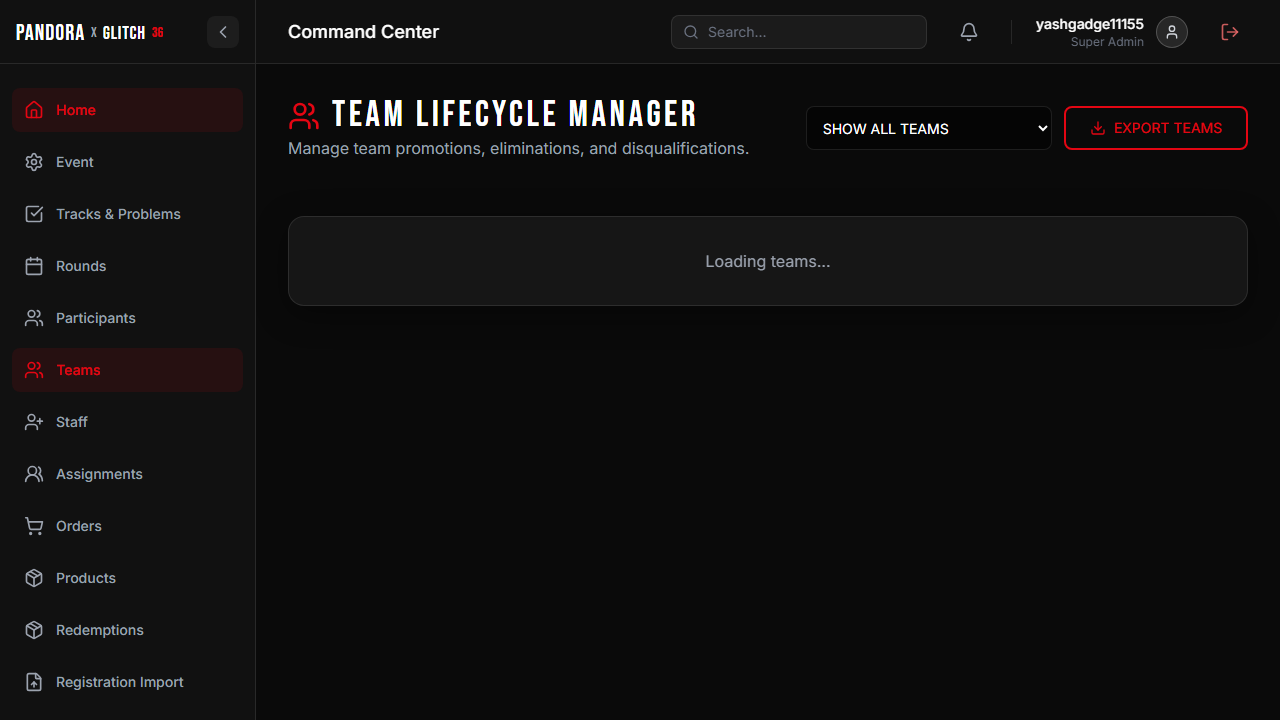 PANDORA X GLITCH 36
Command Center
Search...
yashgadge11155
Super Admin
Home
Event
Tracks & Problems
Rounds
Participants
Teams
Staff
Assignments
Orders
Products
Redemptions
Registration Import
TEAM LIFECYCLE MANAGER
Manage team promotions, eliminations, and disqualifications.
SHOW ALL TEAMS
EXPORT TEAMS
Loading teams...